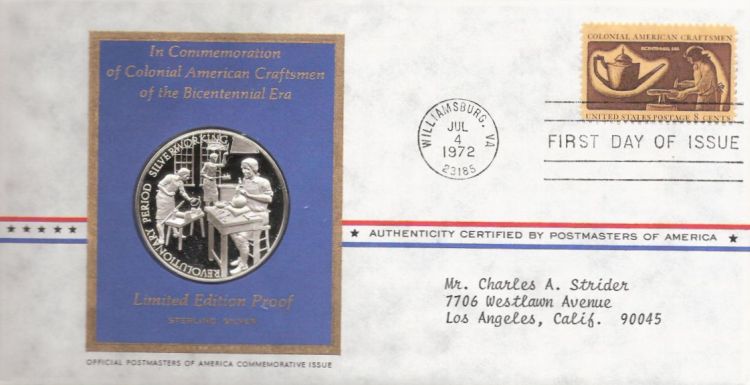 In Commemoration
of Colonial American Craftsmen
of the Bicentennial Era
REVOLUTIONARY PERIOD SILVERWORKING
Limited Edition Proof
STERLING SILVER
OFFICIAL POSTMASTERS OF AMERICA COMMEMORATIVE ISSUE
COLONIAL AMERICAN CRAFTSMEN
BICENTENNIAL ERA
UNITED STATES POSTAGE 8 CENTS
WILLIAMSBURG, VA
JUL
4
1972
23185
FIRST DAY OF ISSUE
AUTHENTICITY CERTIFIED BY POSTMASTERS OF AMERICA
Mr. Charles A. Strider
7706 Westlawn Avenue
Los Angeles, Calif. 90045